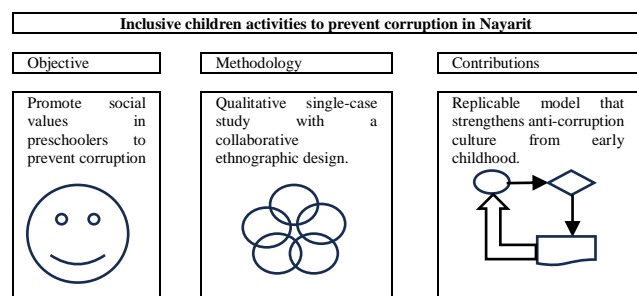 Inclusive children activities to prevent corruption in Nayarit
Objective
Methodology
Contributions
Promote social
values in
preschoolers to
prevent corruption
Qualitative single-case
study with a
collaborative
ethnographic design.
Replicable model that
strengthens anti-corruption
culture from early
childhood.